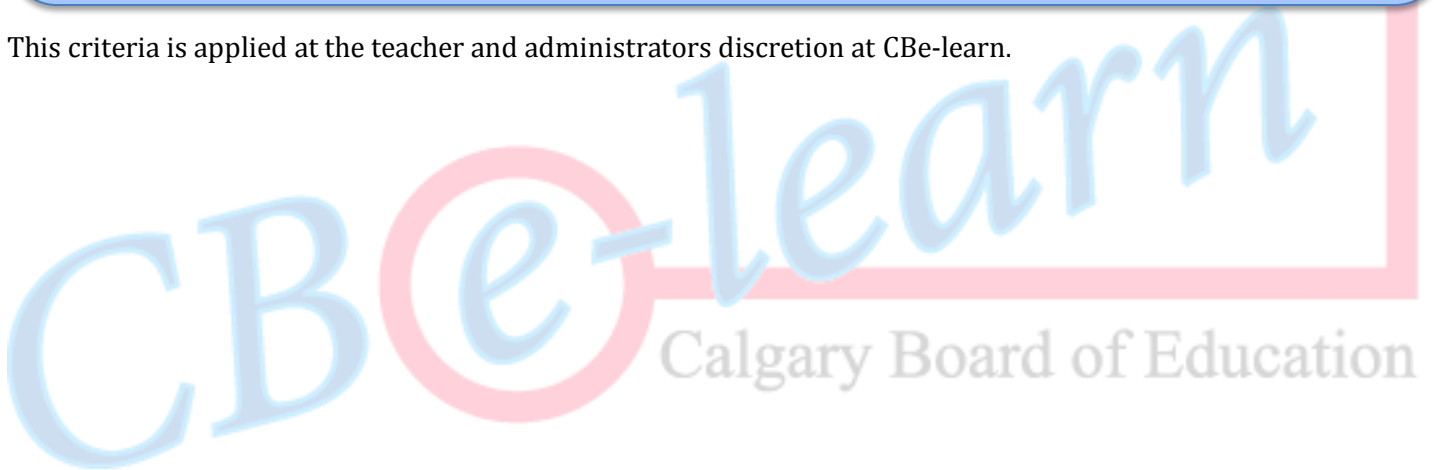 This criteria is applied at the teacher and administrators discretion at CBe-learn.
CBe-learn
Calgary Board of Education